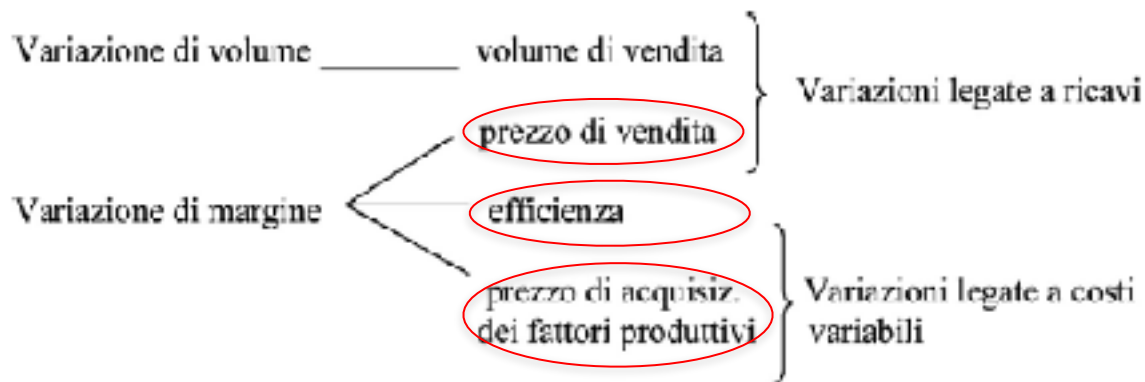 Variazione di volume volume di vendita
Variazioni legate a ricavi
prezzo di vendita
Variazione di margine efficienza
prezzo di acquisiz.
dei fattori produttivi
Variazioni legate a costi
variabili